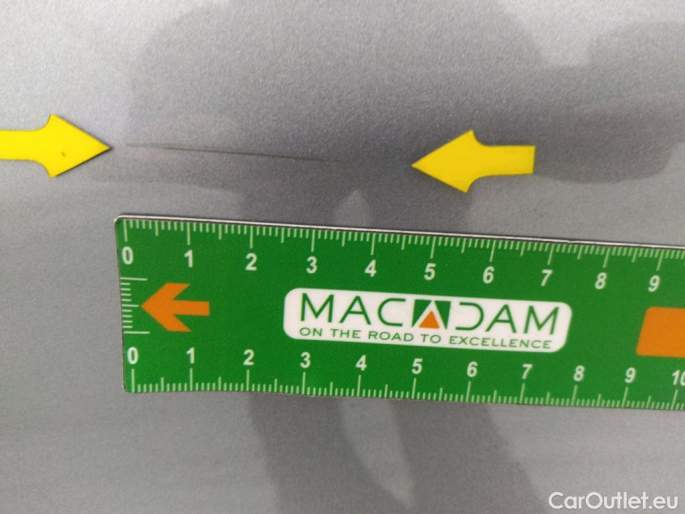 0 1 2 3 4 5 6 7 8 9
MACADAM
ON THE ROAD TO EXCELLENCE
0 1 2 3 4 5 6 7 8 9 10
CarOutlet.eu